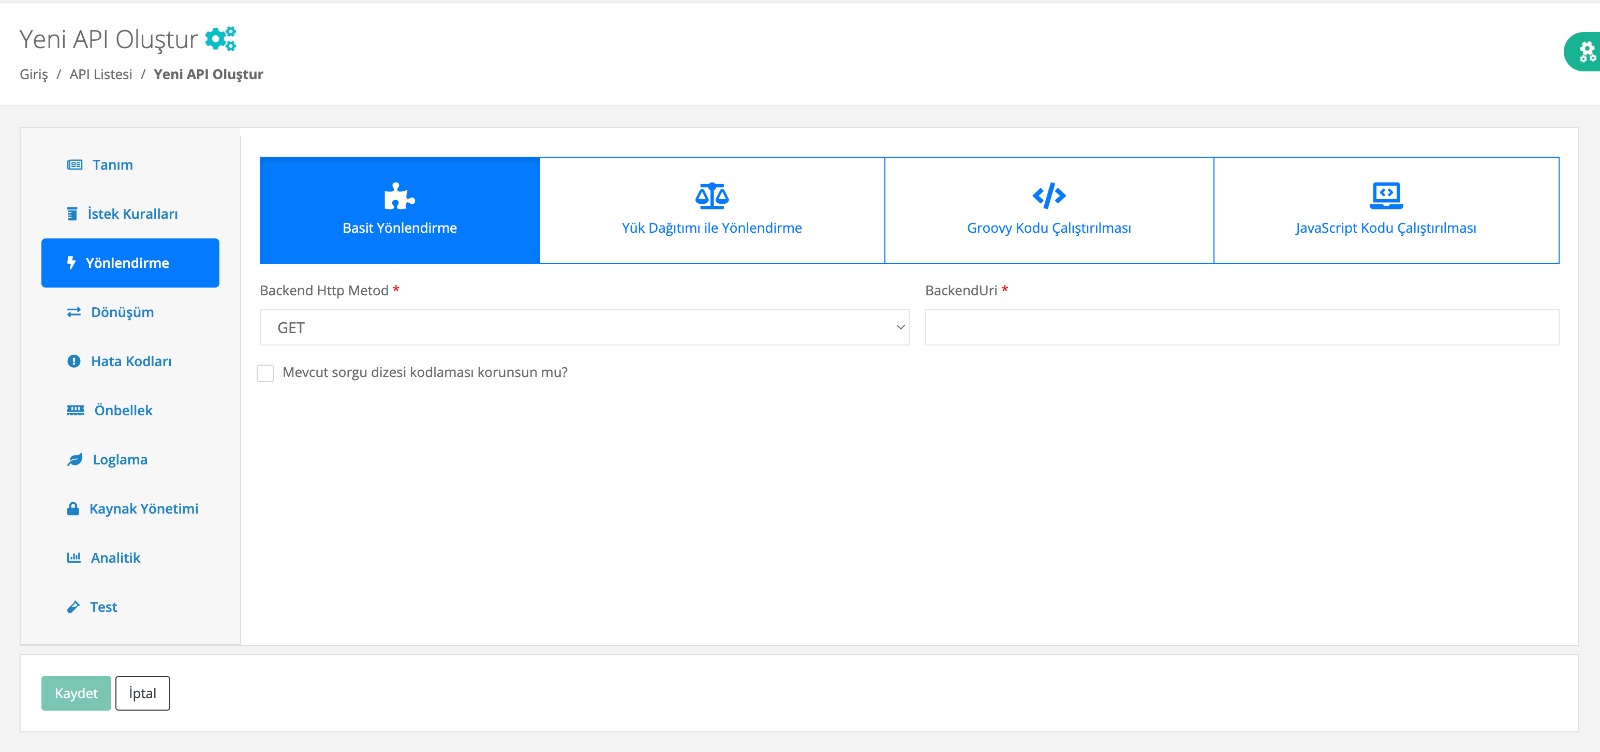 Yeni API Oluştur
Giriş / API Listesi / Yeni API Oluştur
Tanım
İstek Kuralları
Yönlendirme
Dönüşüm
Hata Kodları
Önbellek
Loglama
Kaynak Yönetimi
Analitik
Test
Basit Yönlendirme
Yük Dağıtımı ile Yönlendirme
Groovy Kodu Çalıştırılması
JavaScript Kodu Çalıştırılması
Backend Http Metod *
GET
BackendUri *
Mevcut sorgu dizesi kodlaması korunsun mu?
Kaydet
İptal